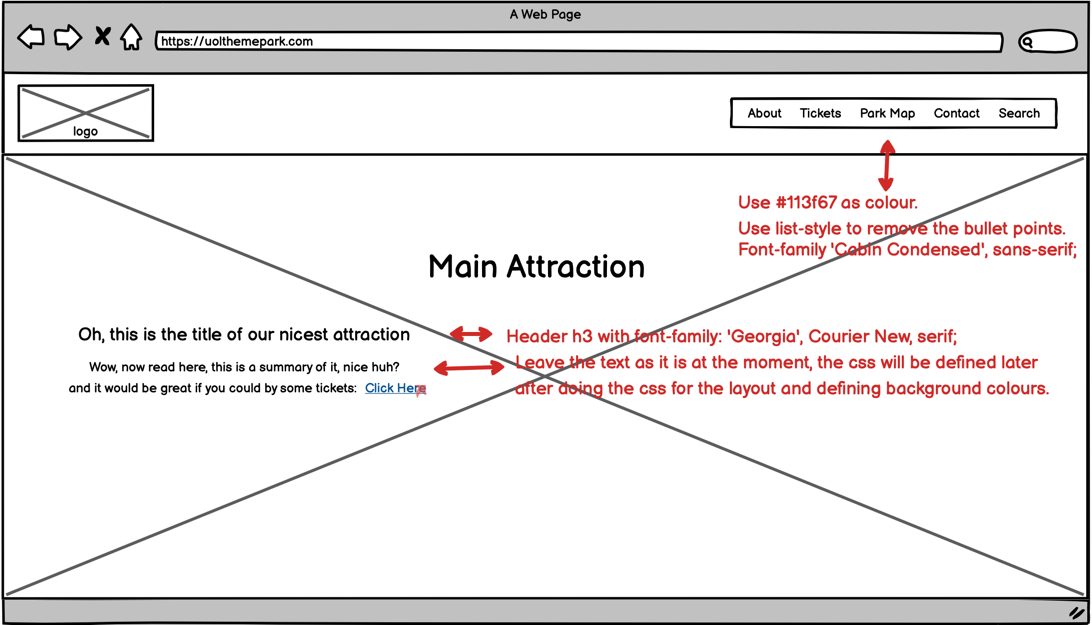 A Web Page
https://uolthemepark.com
logo
About Tickets Park Map Contact Search
Use #113f67 as colour.
Use list-style to remove the bullet points.
Font-family 'Cabin Condensed', sans-serif;
Main Attraction
Oh, this is the title of our nicest attraction
Header h3 with font-family: 'Georgia', Courier New, serif;
Wow, now read here, this is a summary of it, nice huh?
and it would be great if you could by some tickets: Click Here
Leave the text as it is at the moment, the css will be defined later
after doing the css for the layout and defining background colours.